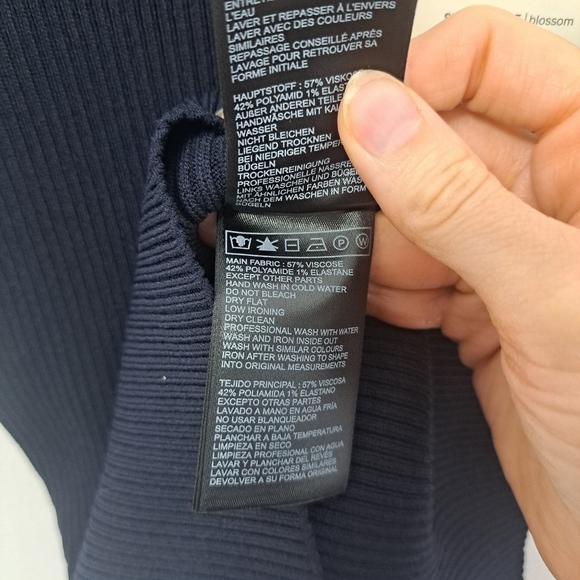 L'EAU
LAVER ET REPASSER À L'ENVERS
LAVER AVEC DES COULEURS
SIMILAIRES
REPASSAGE CONSEILLÉ APRÈS
LAVAGE POUR RETROUVER SA
FORME INITIALE
HAUPTSTOFF : 57% VISKOSE
42% POLYAMID 1% ELASTAN
AUßER ANDEREN TEILE
HANDWÄSCHE MIT KAL
WASSER
NICHT BLEICHEN
LIEGEND TROCKNEN
BEI NIEDRIGER TEMPER
BÜGELN
TROCKENREINIGUNG
PROFESSIONELLE NASSRE
LINKS WASCHEN UND BÜGE
MIT ÄHNLICHEN FARBEN WAS
NACH DEM WASCHEN IN FORM
BÜGELN
blossom
P W
MAIN FABRIC : 57% VISCOSE
42% POLYAMIDE 1% ELASTANE
EXCEPT OTHER PARTS
HAND WASH IN COLD WATER
DO NOT BLEACH
DRY FLAT
LOW IRONING
DRY CLEAN
PROFESSIONAL WASH WITH WATER
WASH AND IRON INSIDE OUT
WASH WITH SIMILAR COLOURS
IRON AFTER WASHING TO SHAPE
INTO ORIGINAL MEASUREMENTS
TEJIDO PRINCIPAL : 57% VISCOSA
42% POLIAMIDA 1% ELASTANO
EXCEPTO OTRAS PARTES
LAVADO A MANO EN AGUA FRÍA
NO USAR BLANQUEADOR
SECADO EN PLANO
PLANCHAR A BAJA TEMPERATURA
LIMPIEZA EN SECO
LIMPIEZA PROFESIONAL CON AGUA
LAVAR Y PLANCHAR DEL REVÉS
LAVAR CON COLORES SIMILARES
DEVOLVER A SU FORMA ORIGINAL